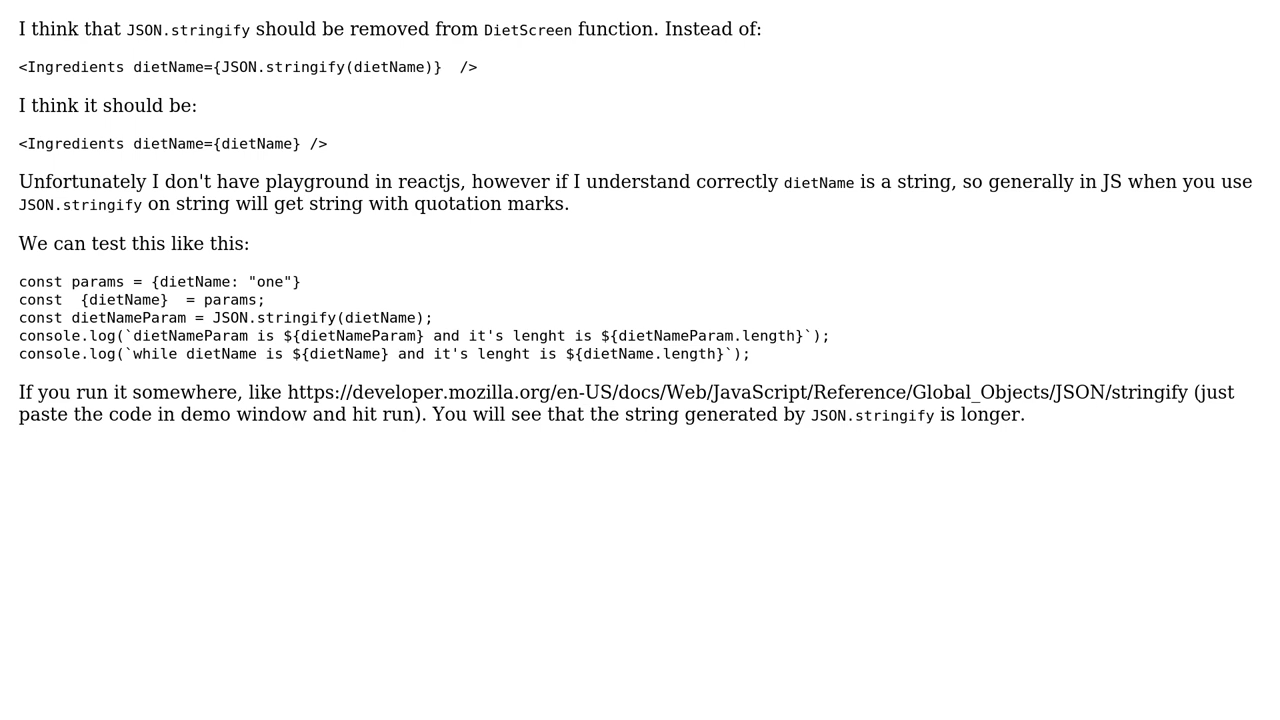 I think that JSON.stringify should be removed from DietScreen function. Instead of:
<Ingredients dietName={JSON.stringify(dietName)}  />
I think it should be:
<Ingredients dietName={dietName} />
Unfortunately I don't have playground in reactjs, however if I understand correctly dietName is a string, so generally in JS when you use
JSON.stringify on string will get string with quotation marks.
We can test this like this:
const params = {dietName: "one"}
const  {dietName}  = params;
const dietNameParam = JSON.stringify(dietName);
console.log(`dietNameParam is ${dietNameParam} and it's lenght is ${dietNameParam.length}`);
console.log(`while dietName is ${dietName} and it's lenght is ${dietName.length}`);
If you run it somewhere, like https://developer.mozilla.org/en-US/docs/Web/JavaScript/Reference/Global_Objects/JSON/stringify (just
paste the code in demo window and hit run). You will see that the string generated by JSON.stringify is longer.